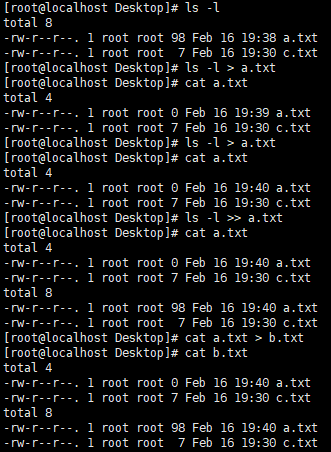 [root@localhost Desktop]# ls -l
total 8
-rw-r--r--. 1 root root 98 Feb 16 19:38 a.txt
-rw-r--r--. 1 root root  7 Feb 16 19:30 c.txt
[root@localhost Desktop]# ls -l > a.txt
[root@localhost Desktop]# cat a.txt
total 4
-rw-r--r--. 1 root root 0 Feb 16 19:39 a.txt
-rw-r--r--. 1 root root 7 Feb 16 19:30 c.txt
[root@localhost Desktop]# ls -l > a.txt
[root@localhost Desktop]# cat a.txt
total 4
-rw-r--r--. 1 root root 0 Feb 16 19:40 a.txt
-rw-r--r--. 1 root root 7 Feb 16 19:30 c.txt
[root@localhost Desktop]# ls -l >> a.txt
[root@localhost Desktop]# cat a.txt
total 4
-rw-r--r--. 1 root root 0 Feb 16 19:40 a.txt
-rw-r--r--. 1 root root 7 Feb 16 19:30 c.txt
total 8
-rw-r--r--. 1 root root 98 Feb 16 19:40 a.txt
-rw-r--r--. 1 root root  7 Feb 16 19:30 c.txt
[root@localhost Desktop]# cat a.txt > b.txt
[root@localhost Desktop]# cat b.txt
total 4
-rw-r--r--. 1 root root 0 Feb 16 19:40 a.txt
-rw-r--r--. 1 root root 7 Feb 16 19:30 c.txt
total 8
-rw-r--r--. 1 root root 98 Feb 16 19:40 a.txt
-rw-r--r--. 1 root root  7 Feb 16 19:30 c.txt